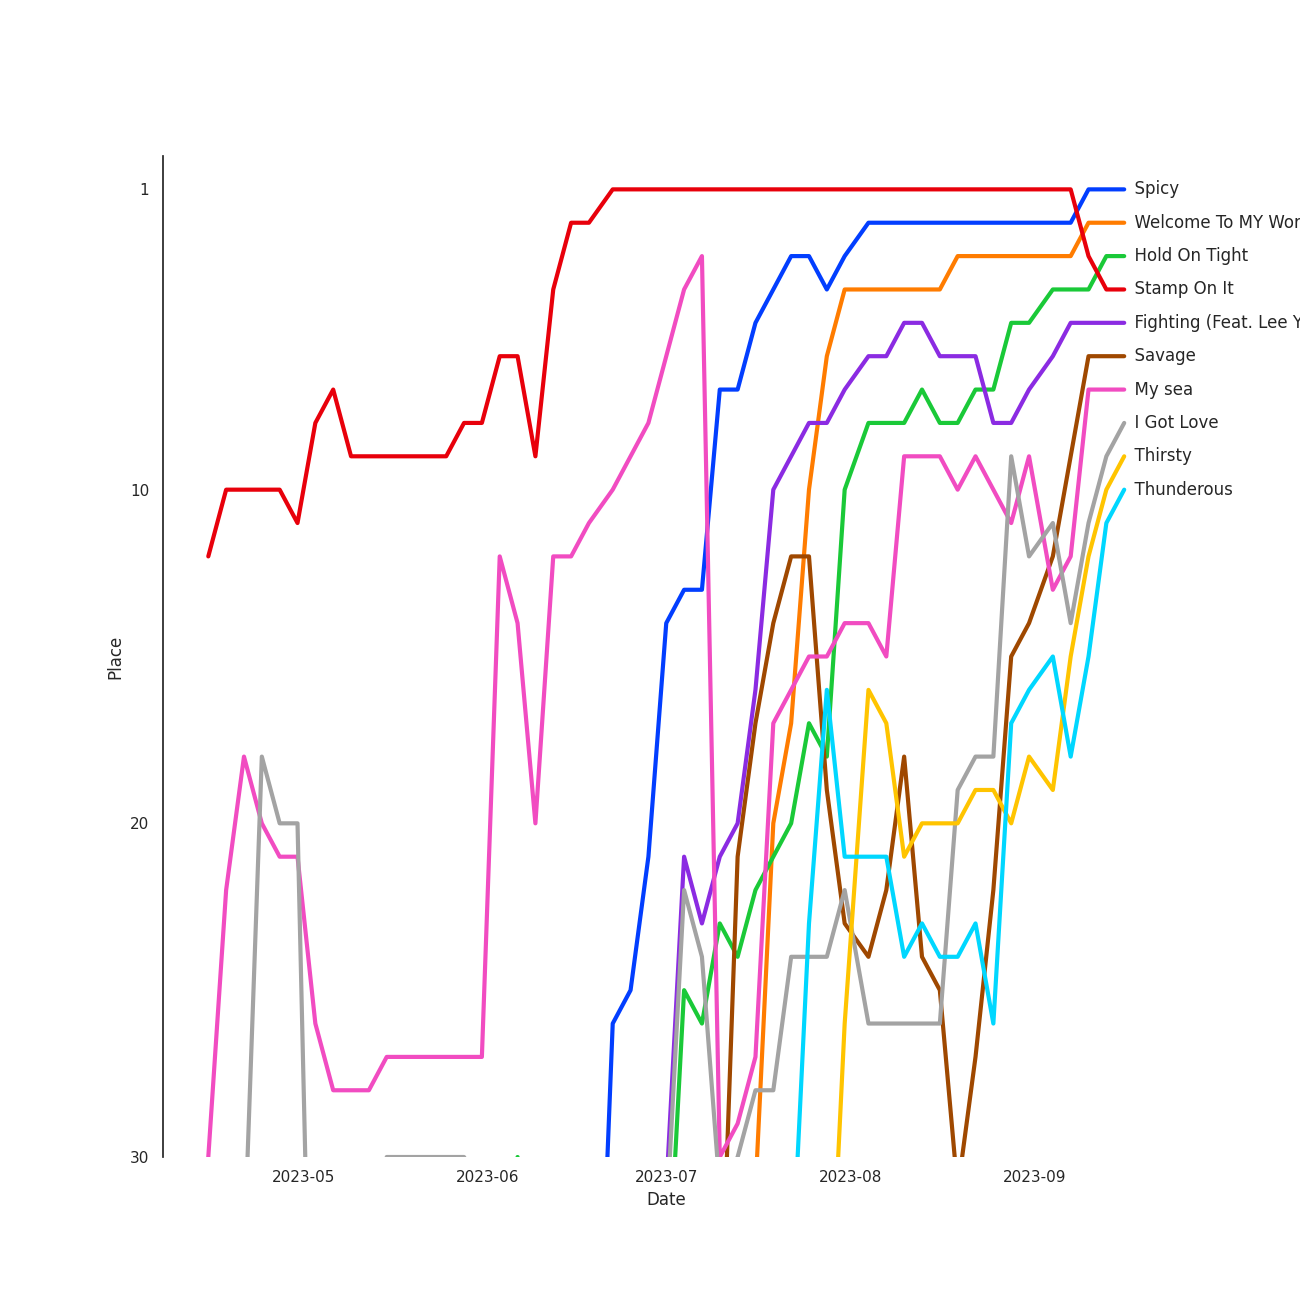 1
10
20
30
Place
2023-05
2023-06
2023-07
2023-08
2023-09
Date
Spicy
Welcome To MY Wor
Hold On Tight
Stamp On It
Fighting (Feat. Lee Y
Savage
My sea
I Got Love
Thirsty
Thunderous